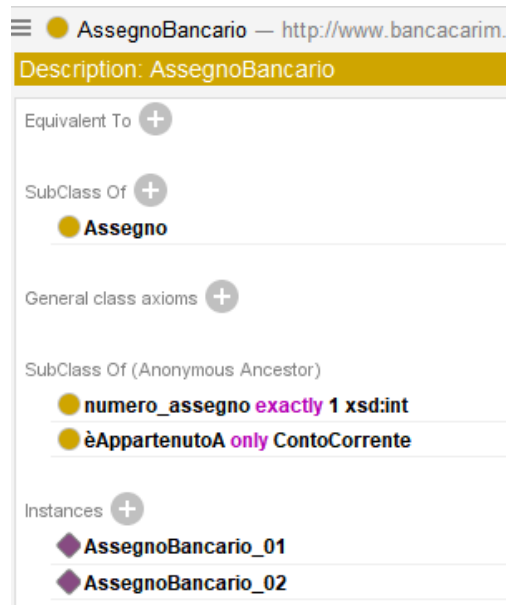 AssegnoBancario — http://www.bancacarim.
Description: AssegnoBancario
Equivalent To
SubClass Of
Assegno
General class axioms
SubClass Of (Anonymous Ancestor)
numero_assegno exactly 1 xsd:int
èAppartenutoA only ContoCorrente
Instances
AssegnoBancario_01
AssegnoBancario_02